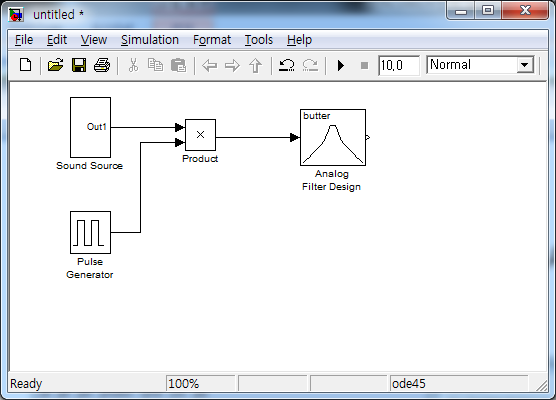 untitled *
File Edit View Simulation Format Tools Help
10,0 Normal
butter
Out1
×
Sound Source
Product
Analog
Filter Design
Pulse
Generator
Ready 100% ode45